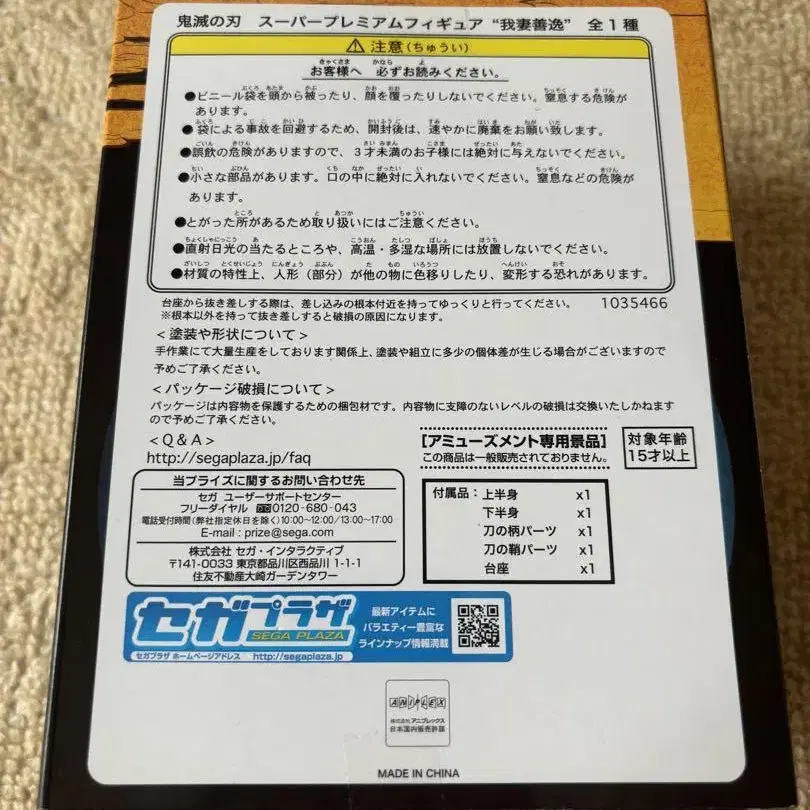 鬼滅の刃 スーパープレミアムフィギュア “我妻善逸” 全1種
注意(ちゅうい)
お客様へ 必ずお読みください。
●ビニール袋を頭から被ったり、顔を覆ったりしないでください。窒息する危険が
あります。
●袋による事故を回避するため、開封後は、速やかに廃棄をお願い致します。
●誤飲の危険がありますので、3才未満のお子様には絶対に与えないでください。
●小さな部品があります。口の中に絶対に入れないでください。窒息などの危険が
あります。
●とがった所があるため取り扱いにはご注意ください。
●直射日光の当たるところや、高温・多湿な場所には放置しないでください。
●材質の特性上、人形(部分)が他の物に色移りしたり、変形する恐れがあります。
台座から抜き差しする際は、差し込みの根本付近を持ってゆっくりと行ってください。 1035466
※根本以外を持って抜き差しすると破損の原因になります。
<塗装や形状について>
手作業にて大量生産をしております関係上、塗装や組立に多少の個体差が生じる場合がございますので
予めご了承ください。
<パッケージ破損について>
パッケージは内容物を保護するための梱包材です。内容物に支障のないレベルの破損は交換いたしかねます
ので予めご了承ください。
<Q&A>
http://segaplaza.jp/faq
[アミューズメント専用景品]
この商品は一般販売されておりません。
対象年齢
15才以上
当プライズに関するお問い合わせ先
セガ ユーザーサポートセンター
フリーダイヤル 0120-680-043
電話受付時間(弊社指定休日を除く)10:00~12:00/13:00~17:00
E-mail : prize@sega.com
株式会社 セガ・インタラクティブ
〒141-0033 東京都品川区西品川 1-1-1
住友不動産大崎ガーデンタワー
付属品:上半身 x1
下半身 x1
刀の柄パーツ x1
刀の鞘パーツ x1
台座 x1
セガプラザ
SEGA PLAZA
セガプラザ ホームページアドレス http://segaplaza.jp
最新アイテムに
バラエティー豊富な
ラインナップ情報満載
ANIPLEX
株式会社アニプレックス
日本国内販売許諾
MADE IN CHINA